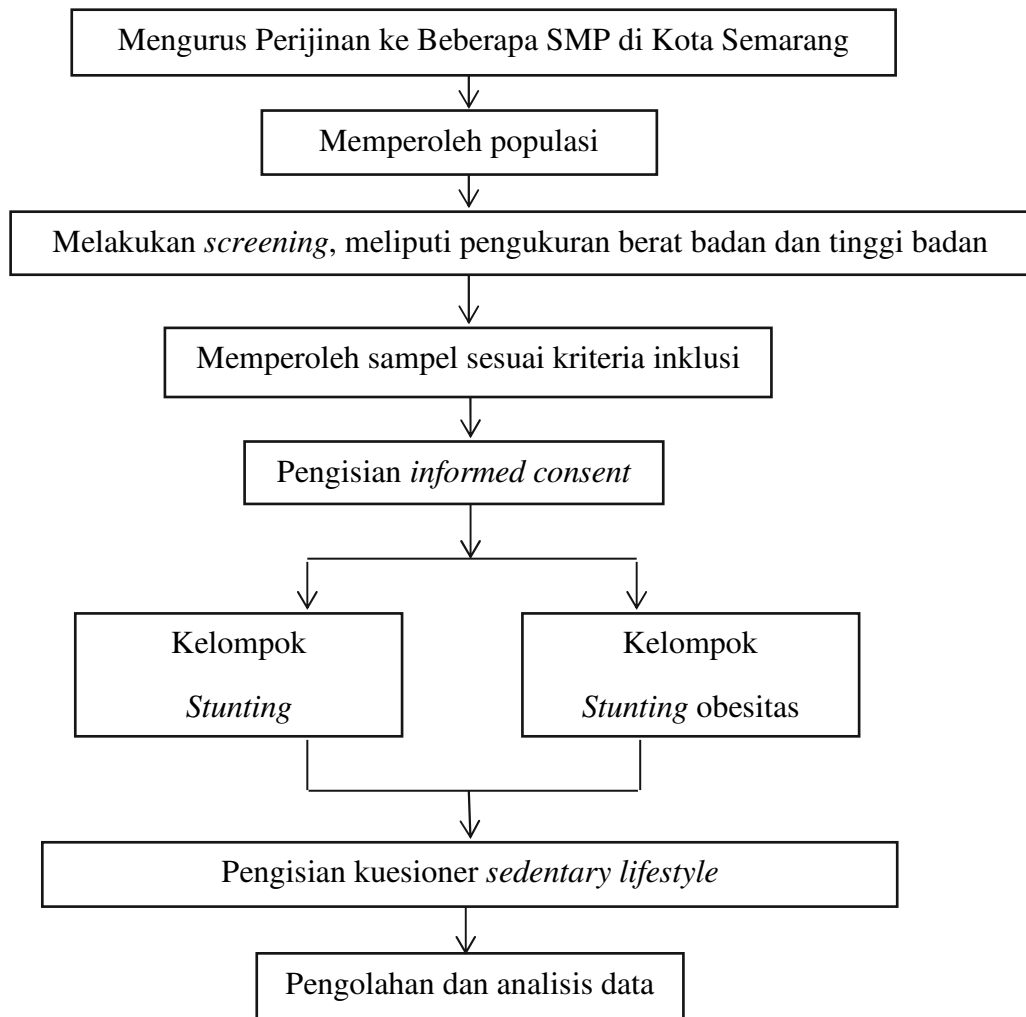 Mengurus Perijinan ke Beberapa SMP di Kota Semarang
Memperoleh populasi
Melakukan screening, meliputi pengukuran berat badan dan tinggi badan
Memperoleh sampel sesuai kriteria inklusi
Pengisian informed consent
Kelompok
Stunting
Kelompok
Stunting obesitas
Pengisian kuesioner sedentary lifestyle
Pengolahan dan analisis data